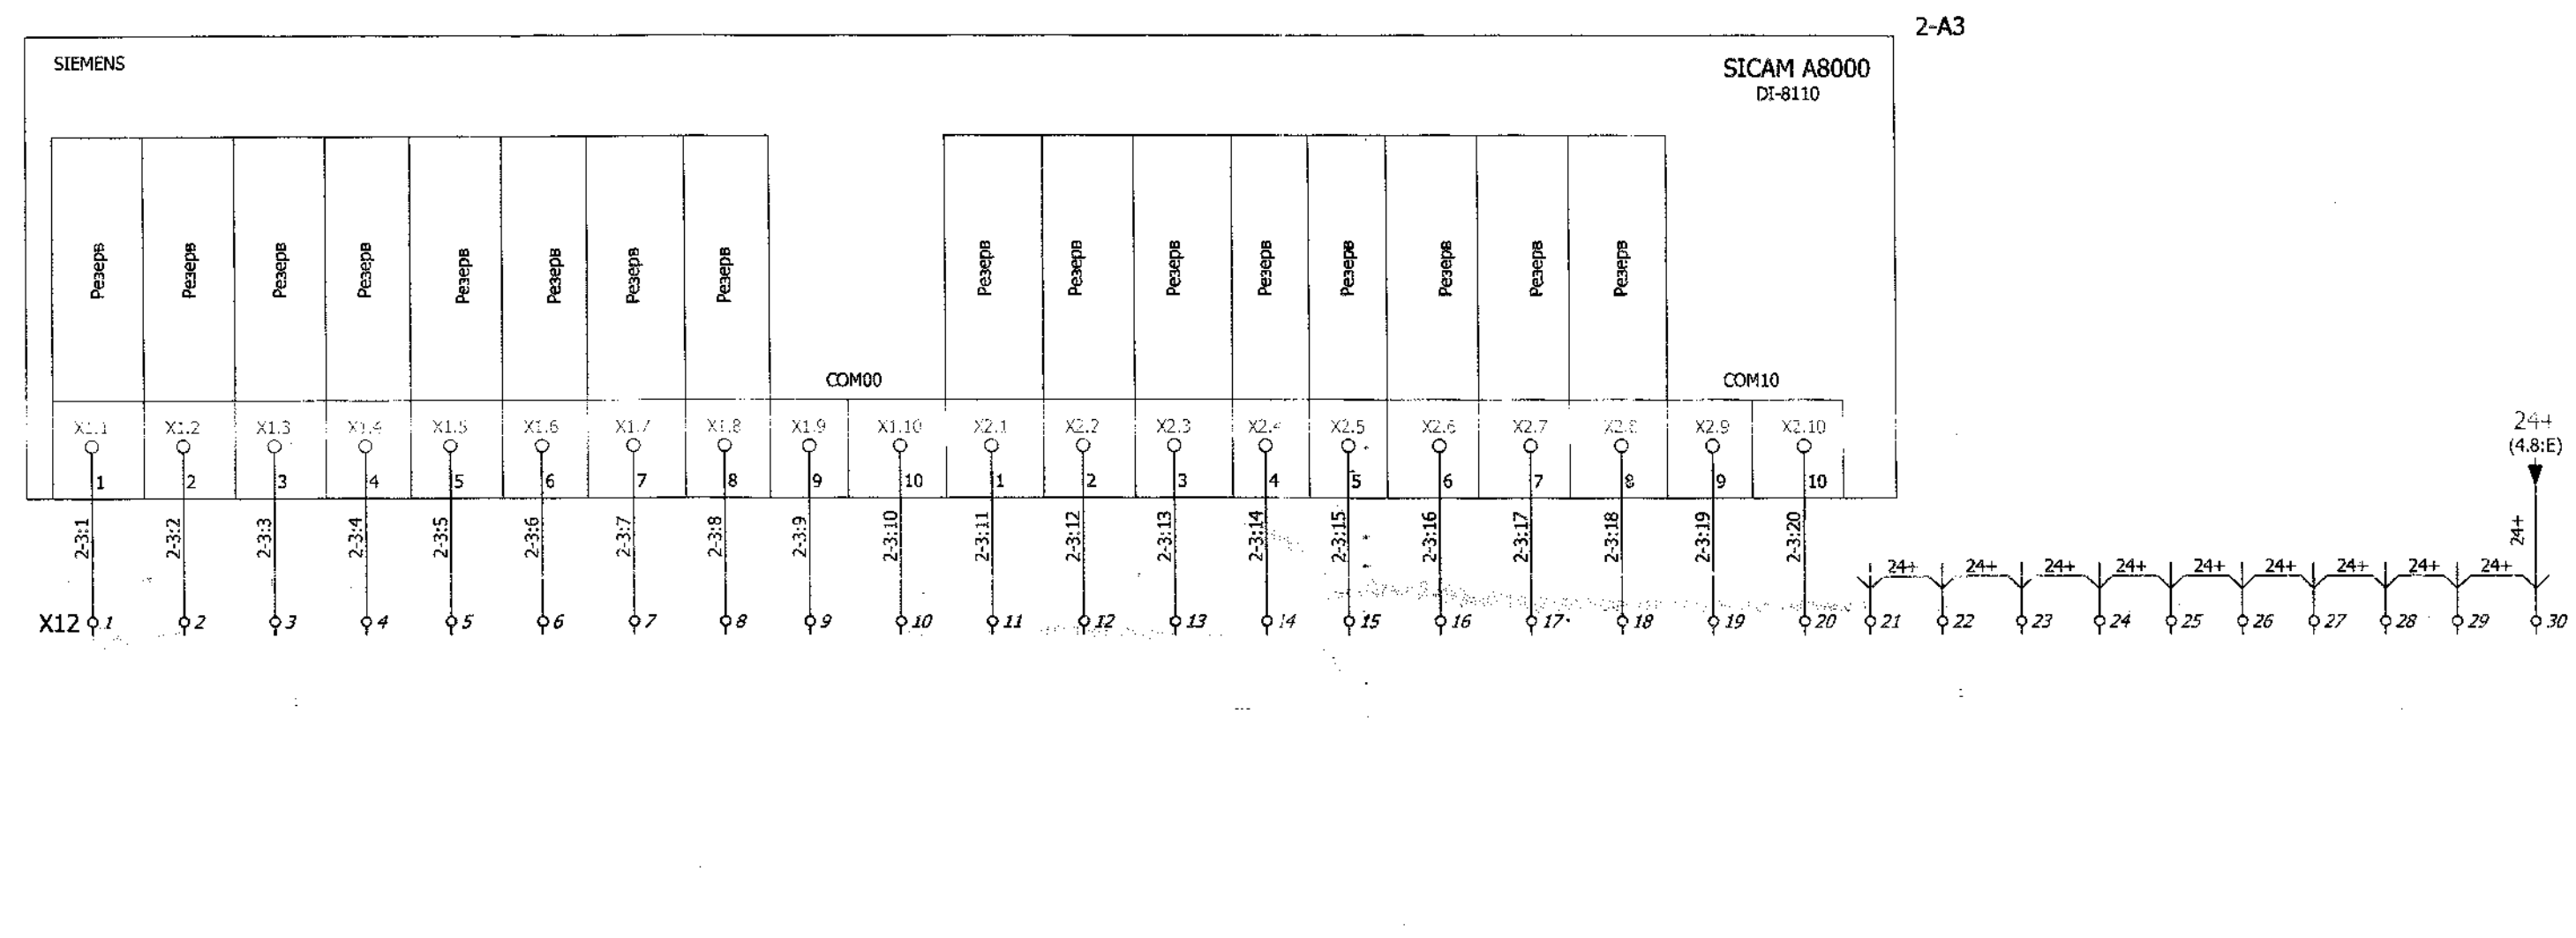 2-A3
SIEMENS
SICAM A8000
DI-8110
Резерв Резерв Резерв Резерв Резерв Резерв Резерв Резерв Резерв Резерв Резерв Резерв Резерв Резерв Резерв Резерв
COM00 COM10
X1.1 X1.2 X1.3 X1.4 X1.5 X1.6 X1.7 X1.8 X1.9 X1.10 X2.1 X2.2 X2.3 X2.4 X2.5 X2.6 X2.7 X2.8 X2.9 X2.10
24+
(4.8:E)
1 2 3 4 5 6 7 8 9 10 1 2 3 4 5 6 7 8 9 10
2-3:1 2-3:2 2-3:3 2-3:4 2-3:5 2-3:6 2-3:7 2-3:8 2-3:9 2-3:10 2-3:11 2-3:12 2-3:13 2-3:14 2-3:15 2-3:16 2-3:17 2-3:18 2-3:19 2-3:20 24+
24+ 24+ 24+ 24+ 24+ 24+ 24+ 24+ 24+
X12 1 2 3 4 5 6 7 8 9 10 11 12 13 14 15 16 17 18 19 20 21 22 23 24 25 26 27 28 29 30